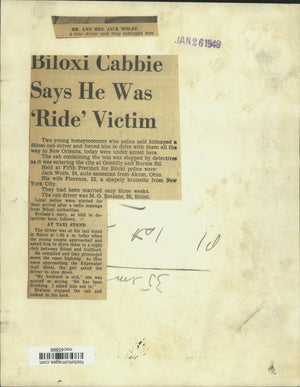 MR. AND MRS. JACK WOLFE
JAN 26 1949
Biloxi Cabbie
Says He Was
'Ride' Victim
Two young honeymooners who police said kidnaped a
Biloxi cab driver and forced him to drive with them all the
way to New Orleans, today were under arrest here.
The cab containing the trio was stopped by detectives
as it was entering the city at Gentilly and Burma Rd.
Held at Fifth Precinct for Biloxi police were:
Jack Wolfe, 24, auto salesman from Akron, Ohio.
His wife Florence, 22, a shapely brunette from New
York City.
They had been married only three weeks.
The cab driver was M. G. 28, Biloxi.
Local police were alerted for
their arrest after a radio message
from Biloxi authorities.
story, as told to de-
tectives here, follows:
AT TAXI STAND
The driver was at his taxi stand
in Biloxi at 1:30 a. m. today when
the young couple approached and
asked him to drive them to a night
club between Biloxi and Gulfport.
He complied and they proceeded
down the coast highway. As they
were approaching the Edgewater
Gulf Hotel, the girl asked the
driver to slow down.
"My husband is sick," she was
quoted as saying. "He has been
drinking. I asked him not to."
stopped the cab and
looked in the back.
historicimages.com